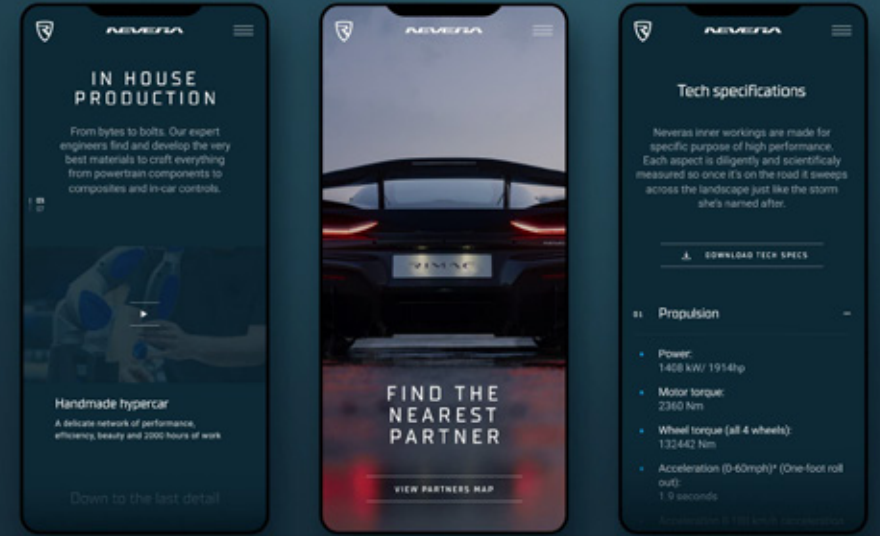 NEVERA
IN HOUSE
PRODUCTION
From bytes to bolts. Our expert
engineers find and develop the very
best materials to craft everything
from powertrain components to
composites and in-car controls.
Handmade hypercar
A delicate network of performance,
efficiency, beauty and 2000 hours of work
Down to the last detail
NEVERA
RIMAC
FIND THE
NEAREST
PARTNER
VIEW PARTNERS MAP
NEVERA
Tech specifications
Neveras inner workings are made for
specific purpose of high performance.
Each aspect is diligently and scientificaly
measured so once it's on the road it sweeps
across the landscape just like the storm
she's named after.
DOWNLOAD TECH SPECS
01 Propulsion
Power:
1408 kW/ 1914hp
Motor torque:
2360 Nm
Wheel torque (all 4 wheels):
132442 Nm
Acceleration (0-60mph)* (One-foot roll
out):
1.9 seconds